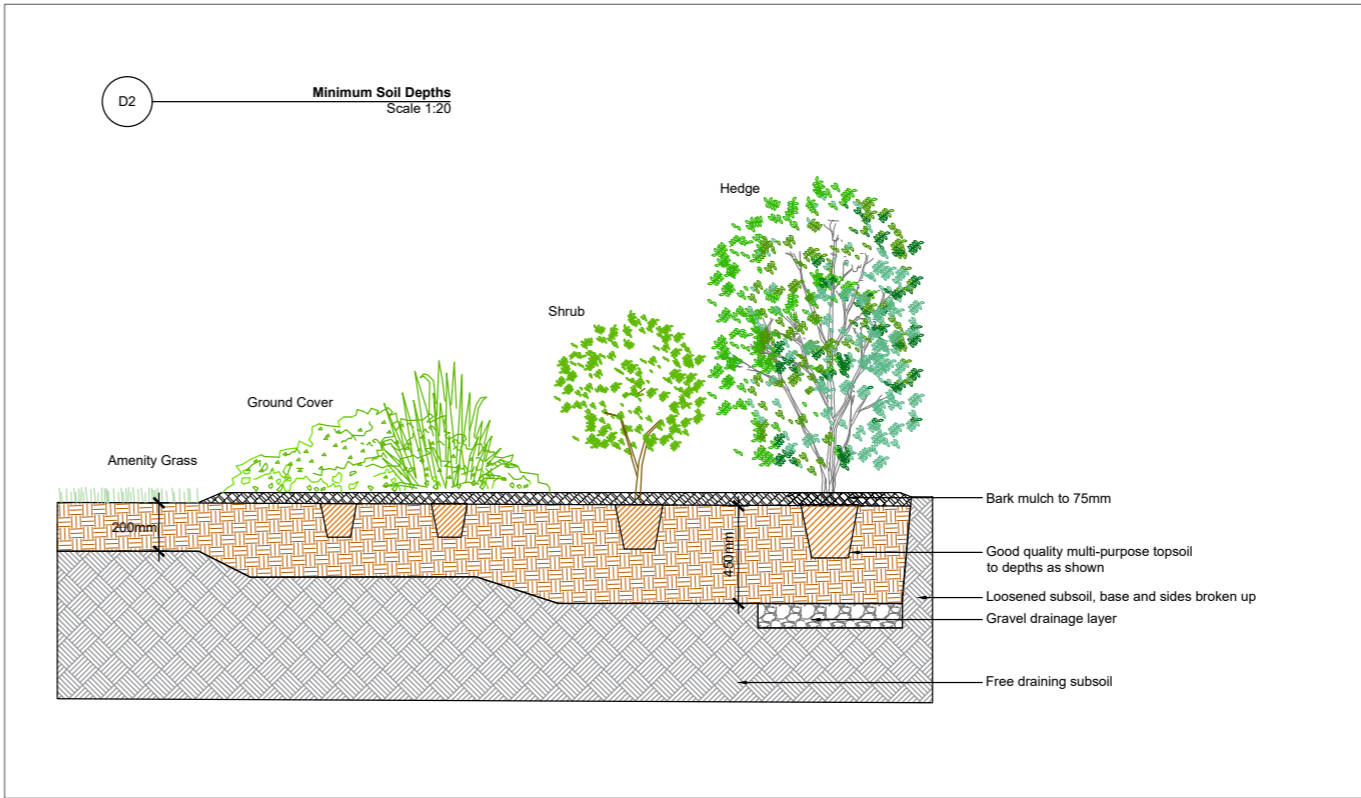 D2
Minimum Soil Depths
Scale 1:20
Hedge
Shrub
Ground Cover
Amenity Grass
200mm
450mm
Bark mulch to 75mm
Good quality multi-purpose topsoil
to depths as shown
Loosened subsoil, base and sides broken up
Gravel drainage layer
Free draining subsoil